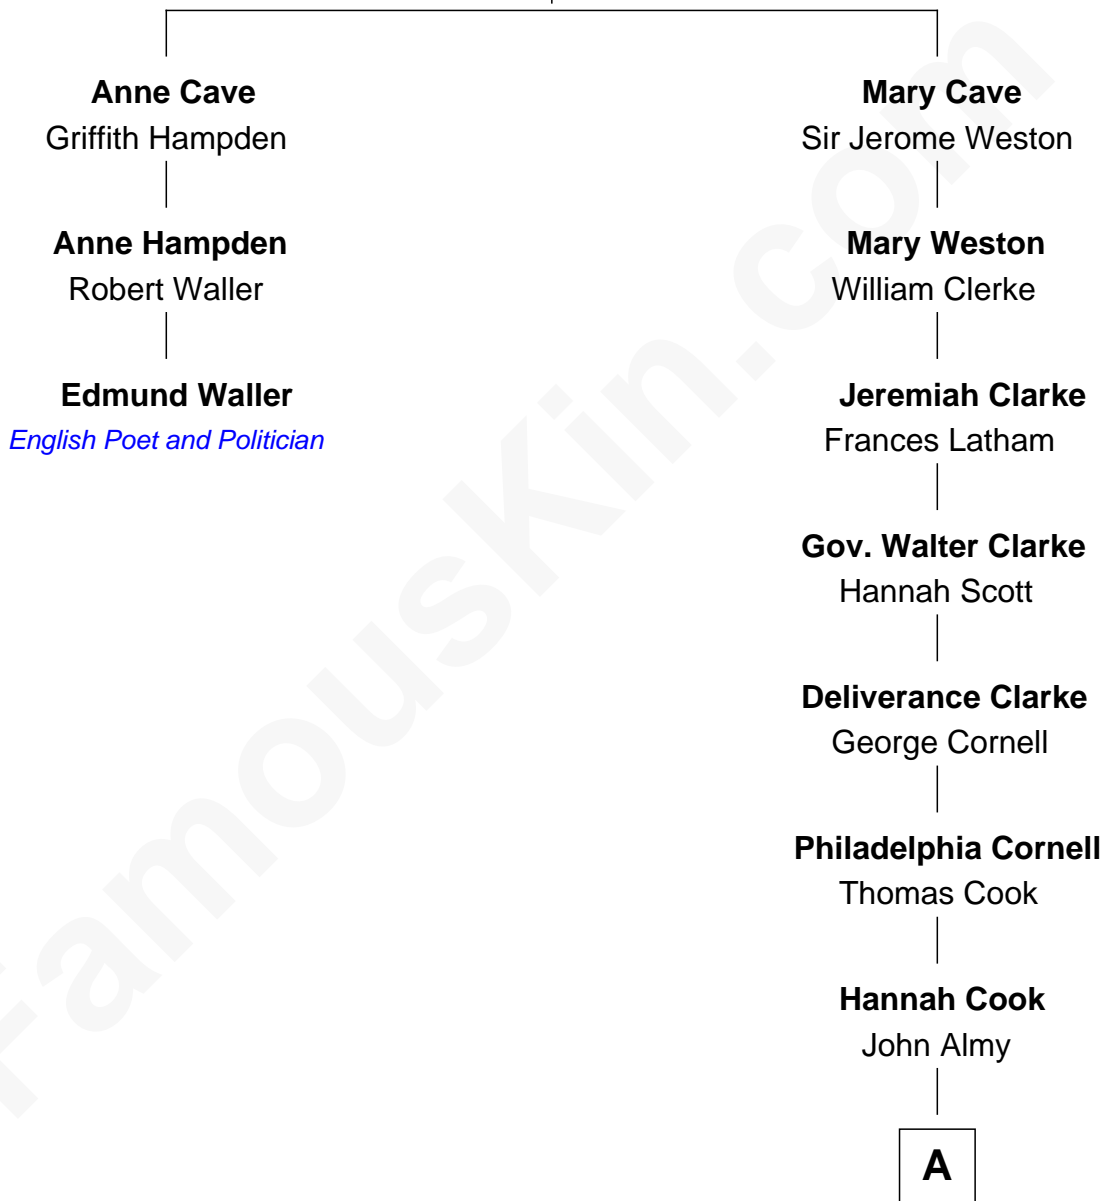 Anne Cave
Griffith Hampden
Anne Hampden
Robert Waller
Edmund Waller
English Poet and Politician
Mary Cave
Sir Jerome Weston
Mary Weston
William Clerke
Jeremiah Clarke
Frances Latham
Gov. Walter Clarke
Hannah Scott
Deliverance Clarke
George Cornell
Philadelphia Cornell
Thomas Cook
Hannah Cook
John Almy
A
FamousKin.com